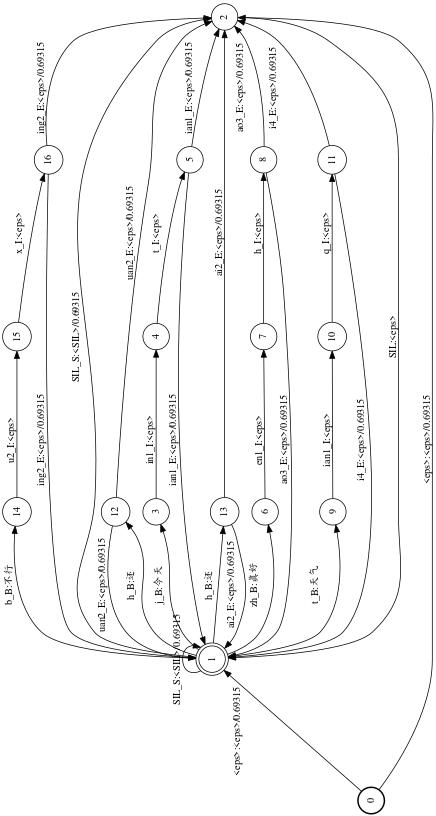 2
ing2_E:<eps>/0.69315
SIL_S:<SIL>/0.69315
uan2_E:<eps>/0.69315
ian1_E:<eps>/0.69315
ai2_E:<eps>/0.69315
ao3_E:<eps>/0.69315
i4_E:<eps>/0.69315
SIL:<eps>
<eps>:<eps>/0.69315
16
5
8
11
x_I:<eps>
t_I:<eps>
h_I:<eps>
q_I:<eps>
15
4
7
10
u2_I:<eps>
ing2_E:<eps>/0.69315
in1_I:<eps>
ian1_E:<eps>/0.69315
en1_I:<eps>
ao3_E:<eps>/0.69315
ian1_I:<eps>
i4_E:<eps>/0.69315
14
12
3
13
6
9
b_B:不行
uan2_E:<eps>/0.69315
h_B:还
j_B:今天
h_B:还
ai2_E:<eps>/0.69315
zh_B:真好
t_B:天气
SIL_S:<SIL>/0.69315
1
<eps>:<eps>/0.69315
0